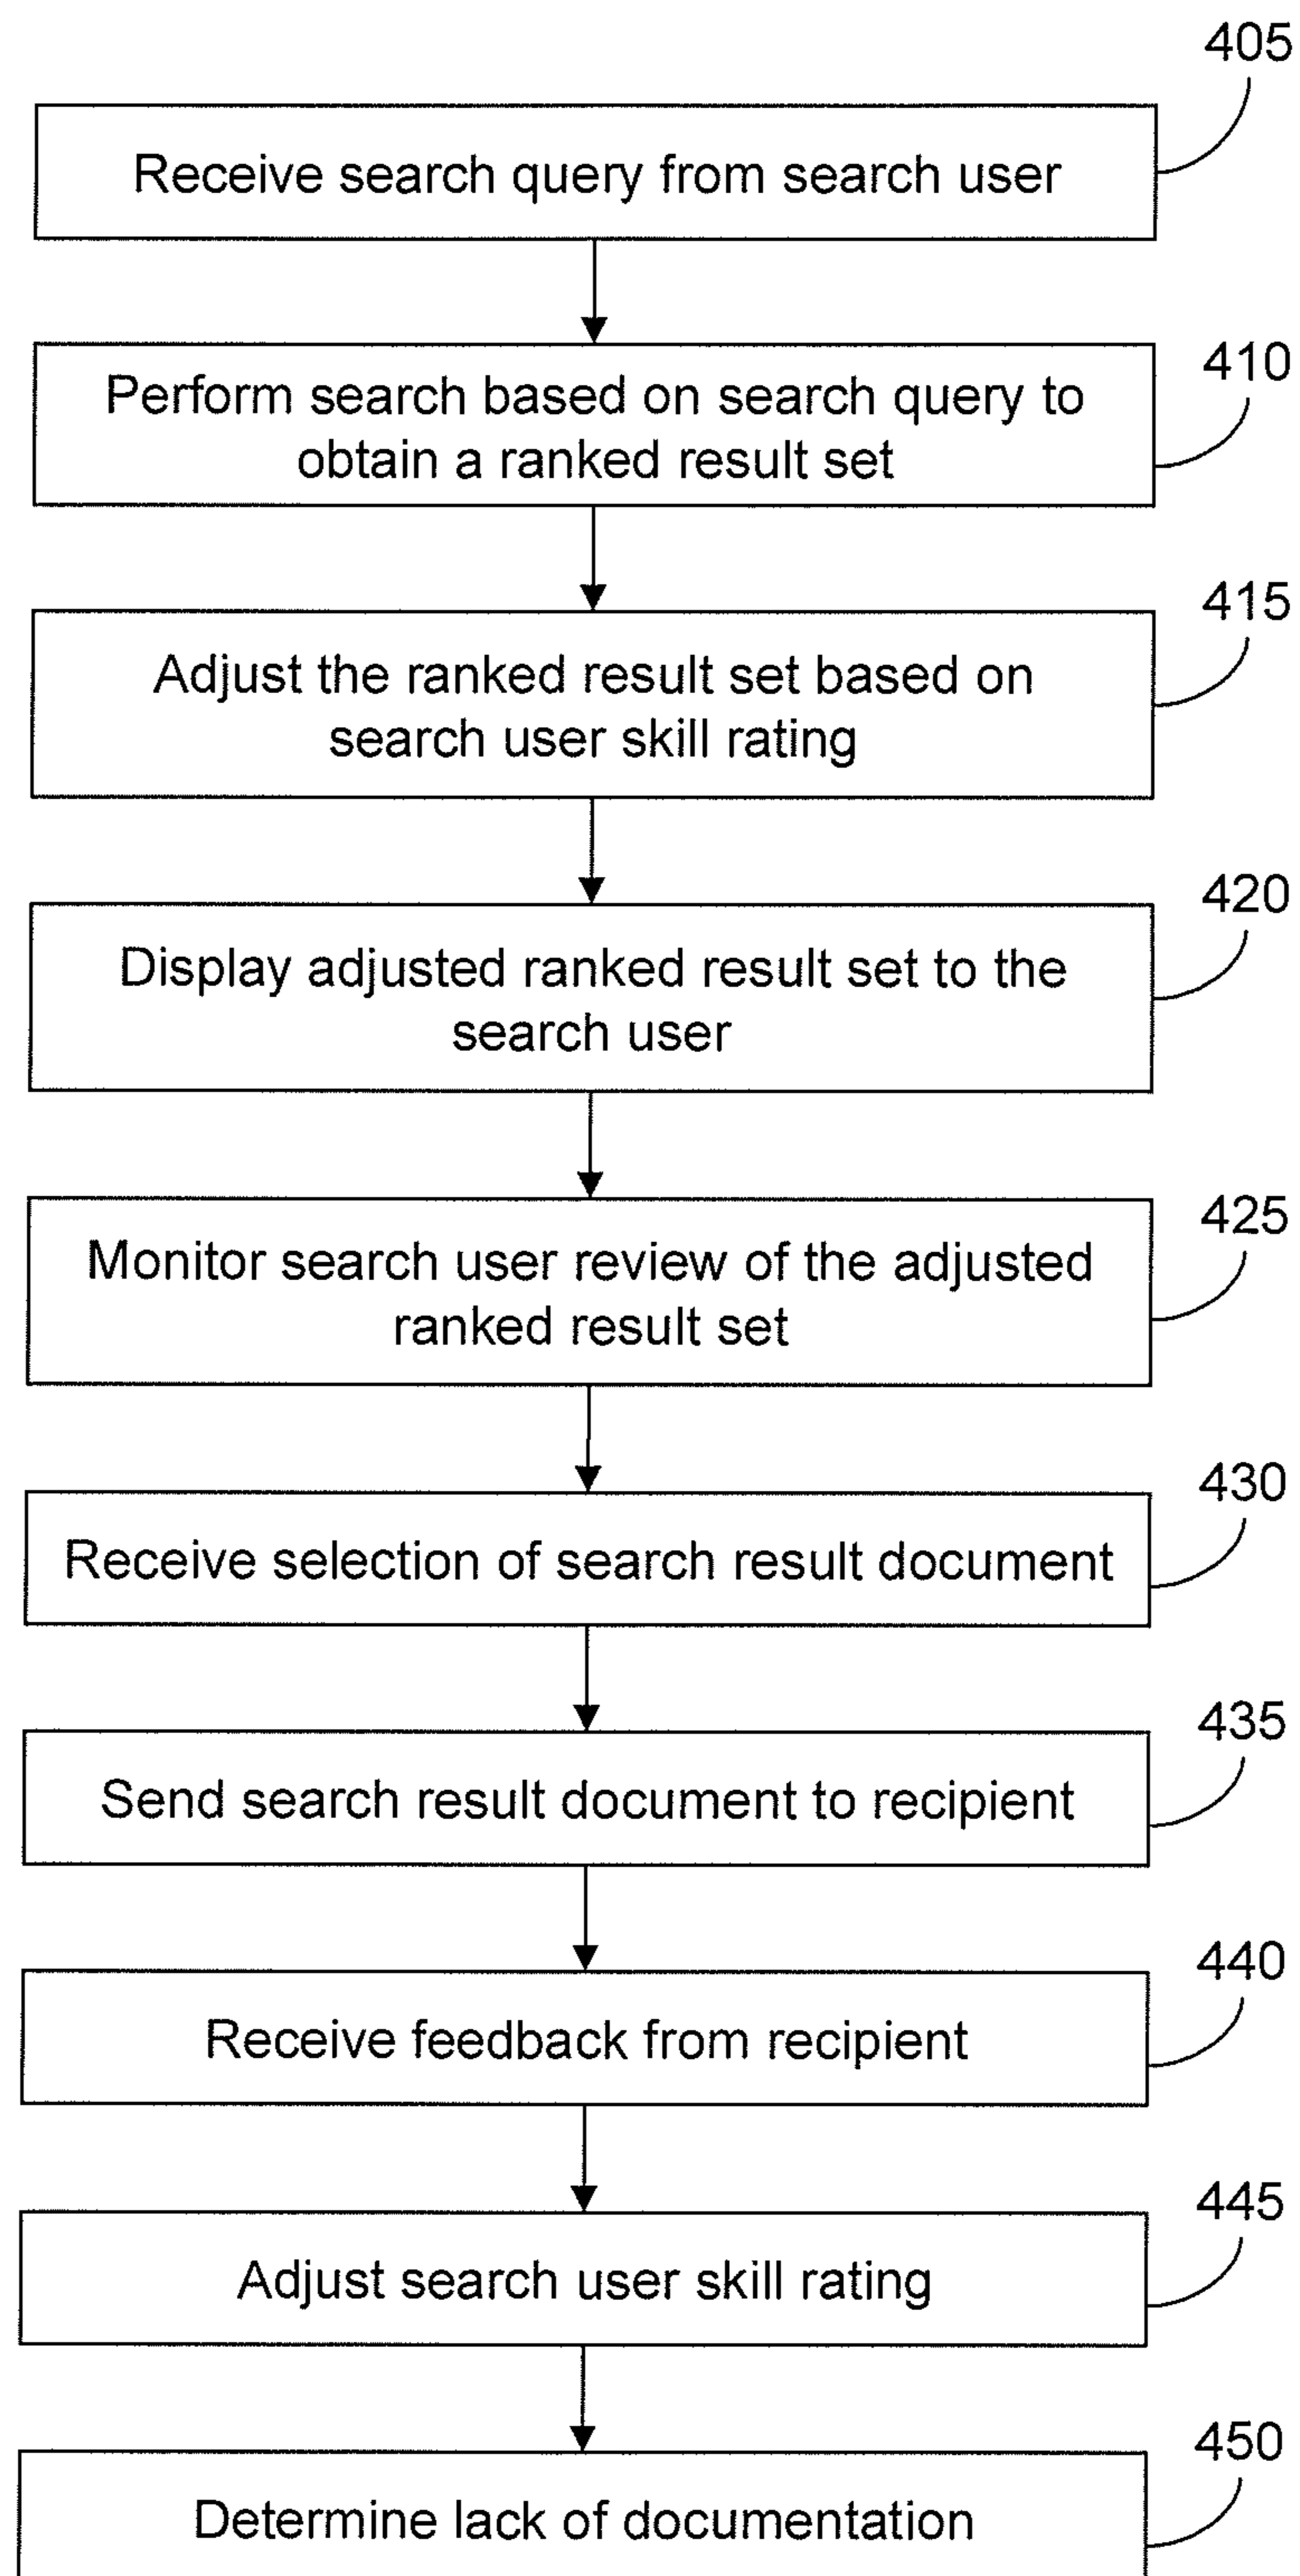 405
Receive search query from search user
410
Perform search based on search query to
obtain a ranked result set
415
Adjust the ranked result set based on
search user skill rating
420
Display adjusted ranked result set to the
search user
425
Monitor search user review of the adjusted
ranked result set
430
Receive selection of search result document
435
Send search result document to recipient
440
Receive feedback from recipient
445
Adjust search user skill rating
450
Determine lack of documentation